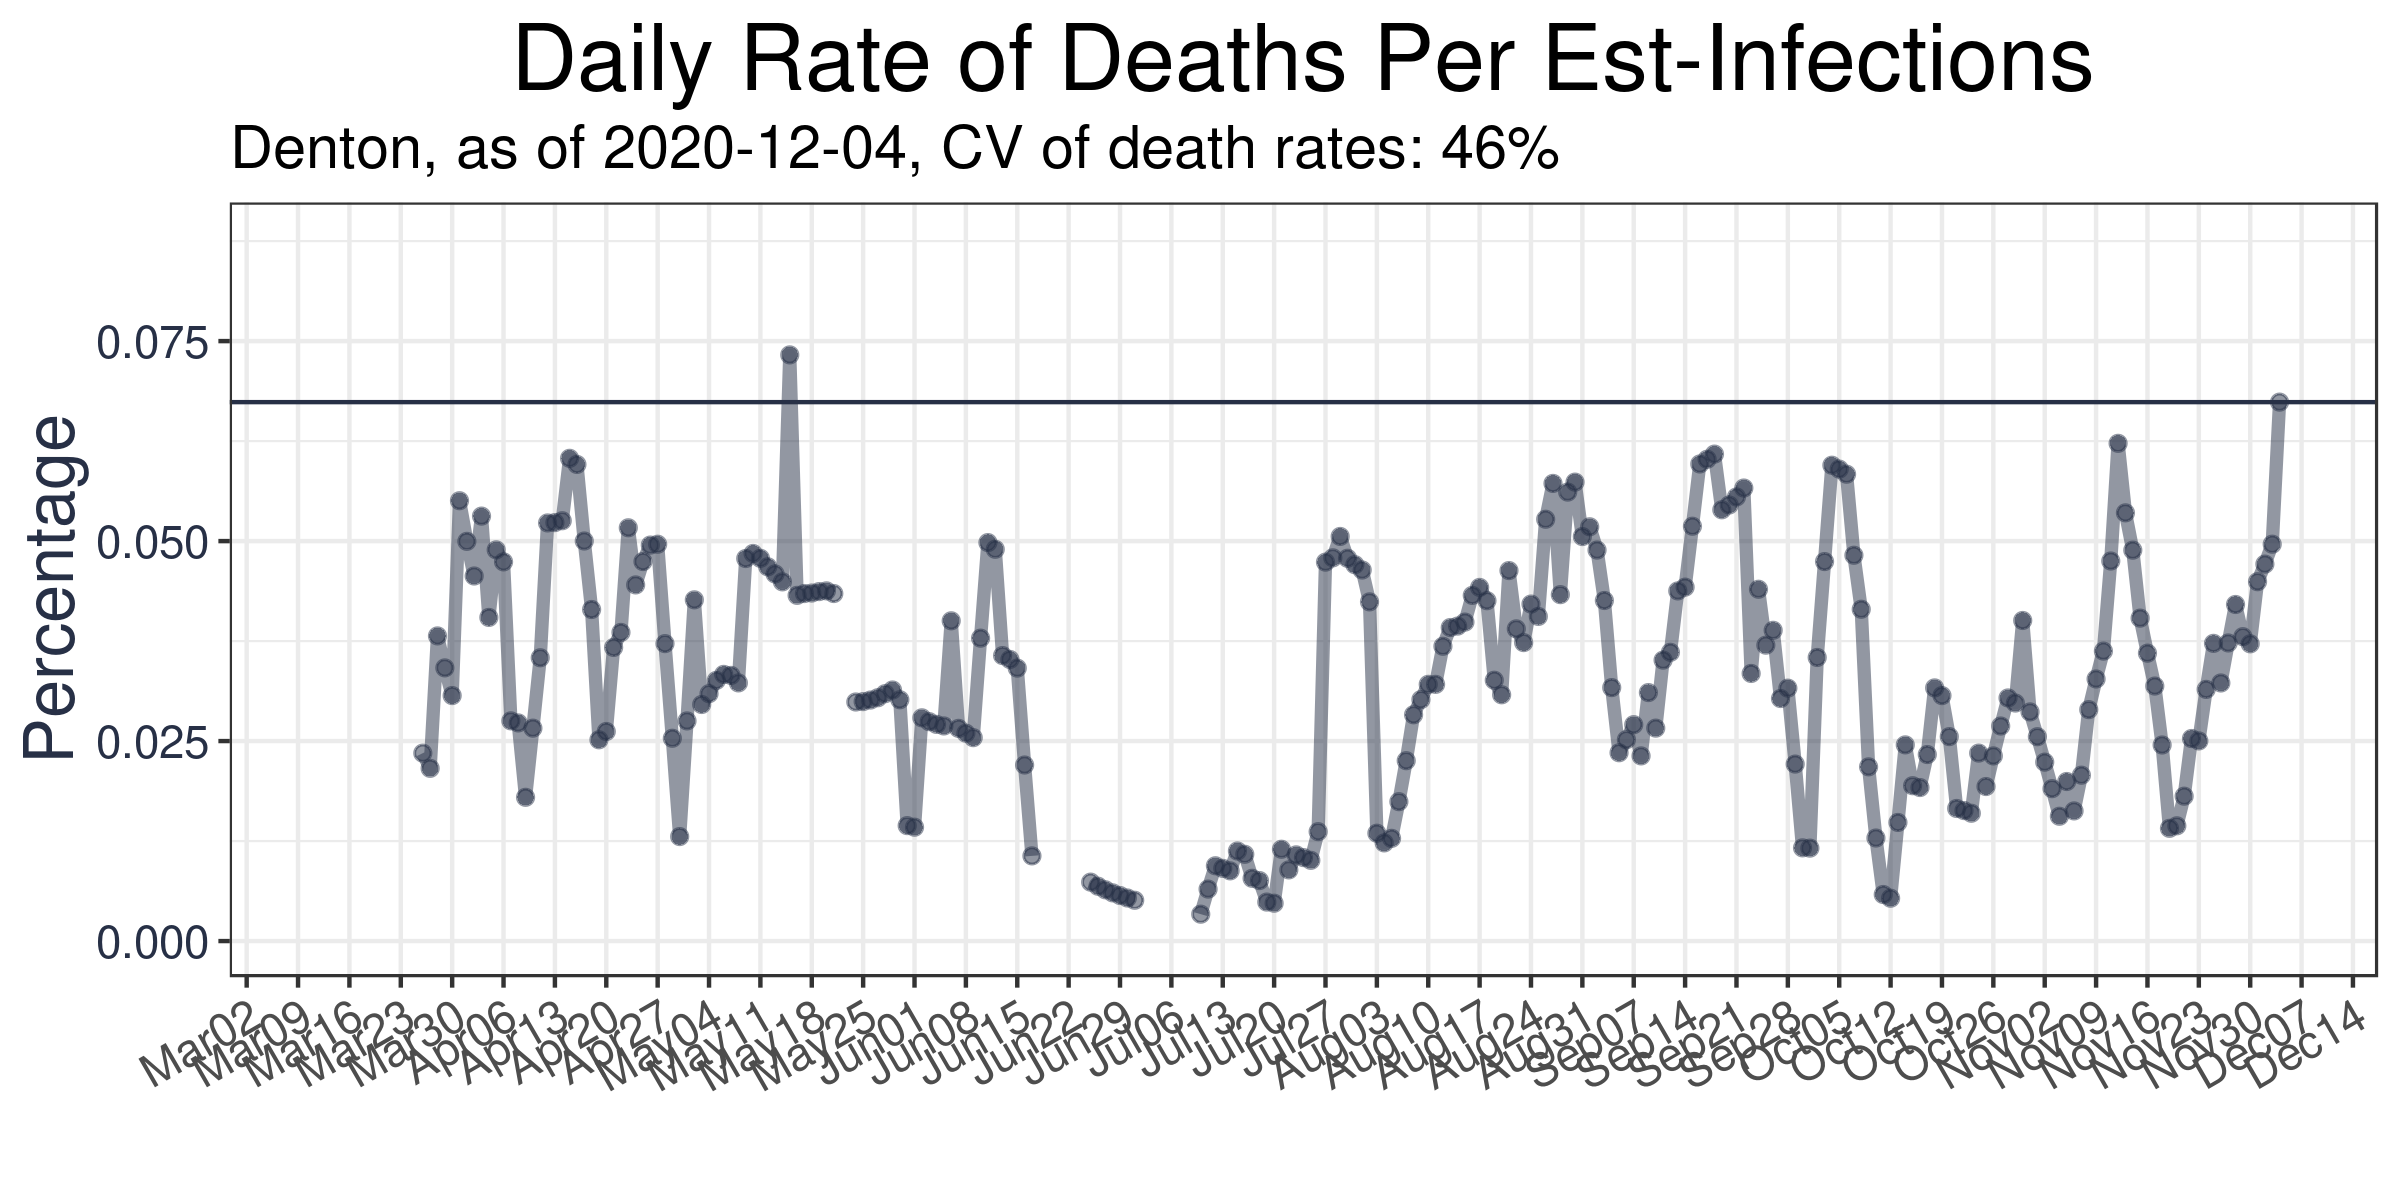 Daily Rate of Deaths Per Est-Infections
Denton, as of 2020-12-04, CV of death rates: 46%
Percentage
0.075
0.050
0.025
0.000
Mar02
Mar09
Mar16
Mar23
Mar30
Apr06
Apr13
Apr20
Apr27
May04
May11
May18
May25
Jun01
Jun08
Jun15
Jun22
Jun29
Jul06
Jul13
Jul20
Jul27
Aug03
Aug10
Aug17
Aug24
Aug31
Sep07
Sep14
Sep21
Sep28
Oct05
Oct12
Oct19
Oct26
Nov02
Nov09
Nov16
Nov23
Nov30
Dec07
Dec14